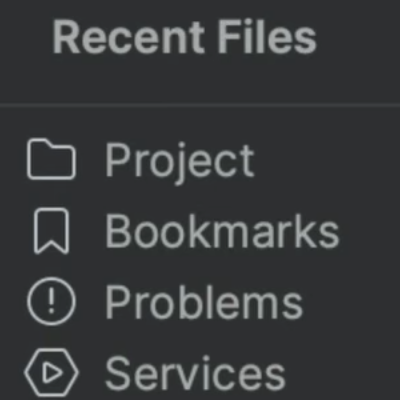 Recent Files
Project
Bookmarks
Problems
Services